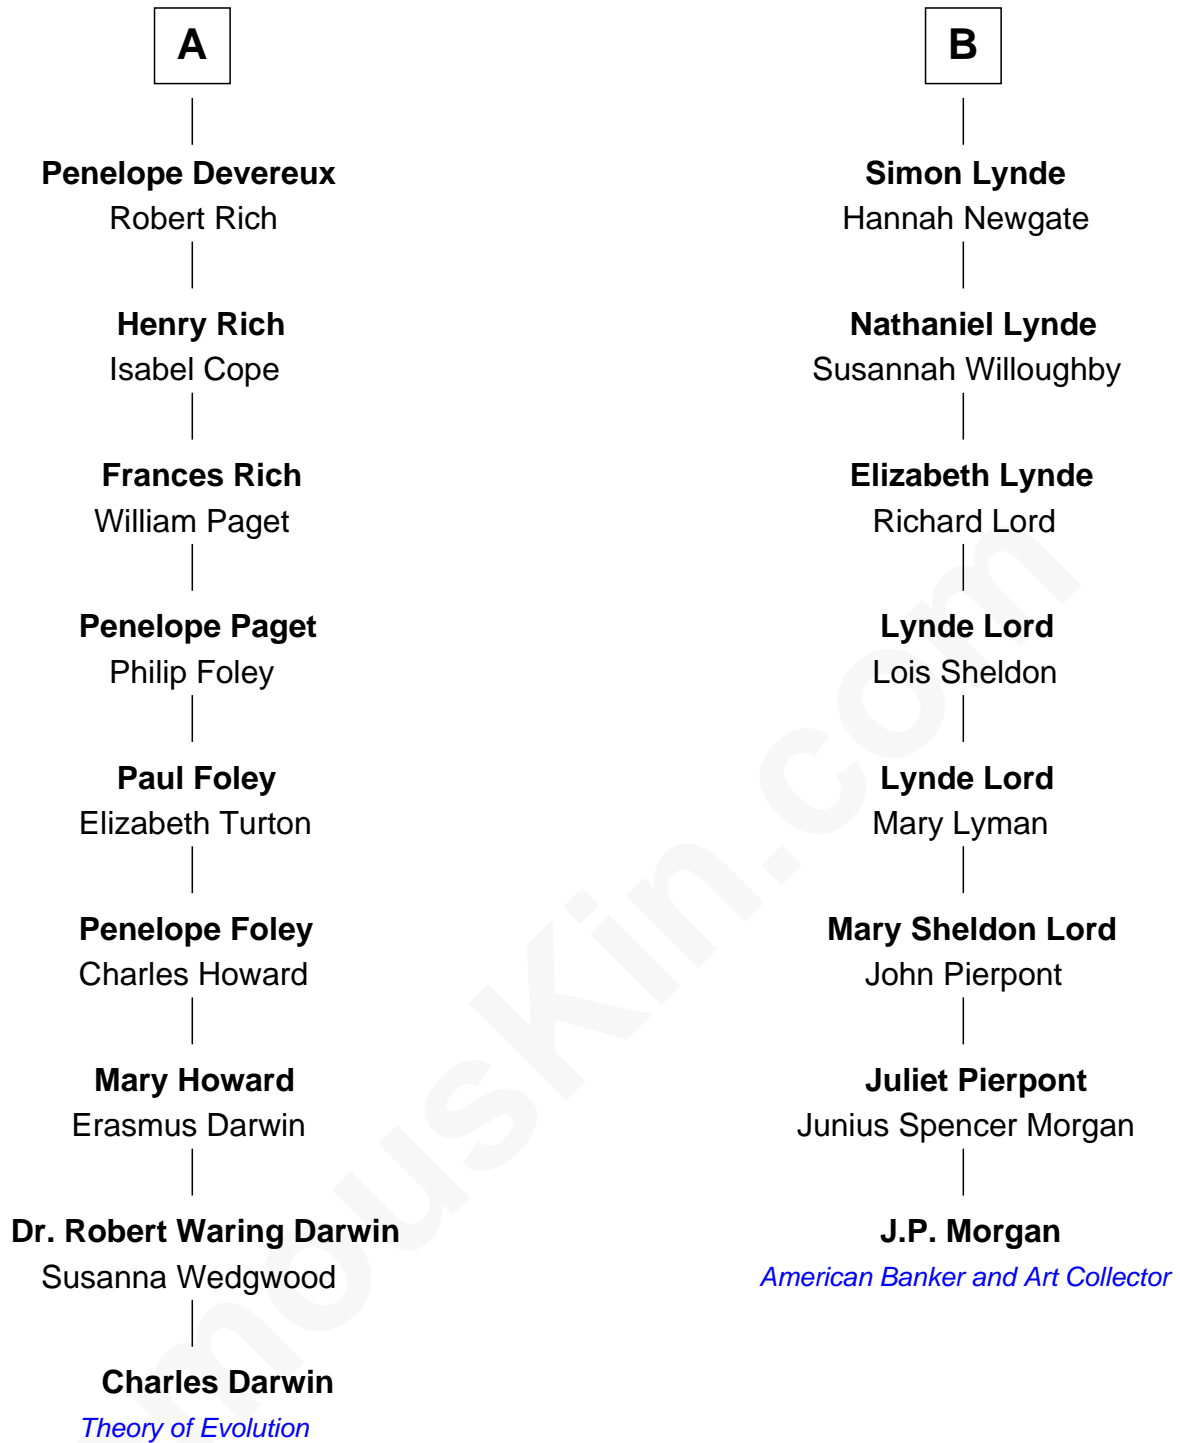 A
Penelope Devereux
Robert Rich
Henry Rich
Isabel Cope
Frances Rich
William Paget
Penelope Paget
Philip Foley
Paul Foley
Elizabeth Turton
Penelope Foley
Charles Howard
Mary Howard
Erasmus Darwin
Dr. Robert Waring Darwin
Susanna Wedgwood
Charles Darwin
Theory of Evolution
B
Simon Lynde
Hannah Newgate
Nathaniel Lynde
Susannah Willoughby
Elizabeth Lynde
Richard Lord
Lynde Lord
Lois Sheldon
Lynde Lord
Mary Lyman
Mary Sheldon Lord
John Pierpont
Juliet Pierpont
Junius Spencer Morgan
J.P. Morgan
American Banker and Art Collector
mousKin.com